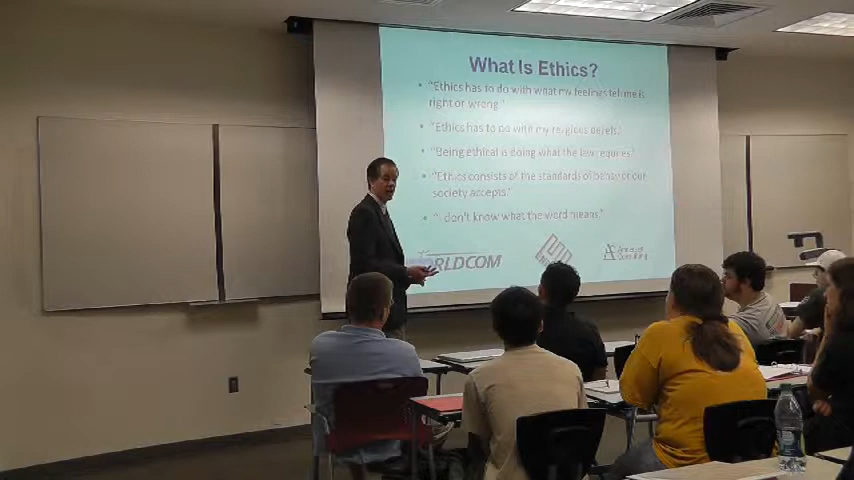 What Is Ethics?
• "Ethics has to do with what my feelings tell me is
right or wrong."
• "Ethics has to do with my religious beliefs."
• "Being ethical is doing what the law requires."
• "Ethics consists of the standards of behavior our
society accepts."
• "I don't know what the word means."
WORLDCOM
Consulting